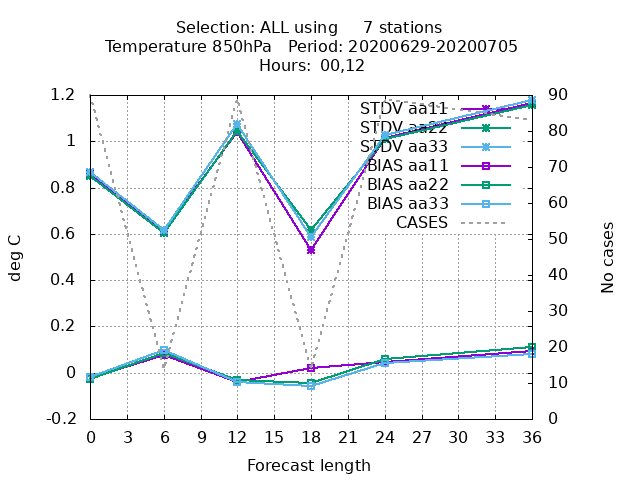 Selection: ALL using 7 stations
Temperature 850hPa Period: 20200629-20200705
Hours: 00,12
1.2
1
0.8
0.6
0.4
0.2
0
-0.2
deg C
STDV aa11
STDV aa22
STDV aa33
BIAS aa11
BIAS aa22
BIAS aa33
CASES
90
80
70
60
50
40
30
20
10
0
No cases
0 3 6 9 12 15 18 21 24 27 30 33 36
Forecast length